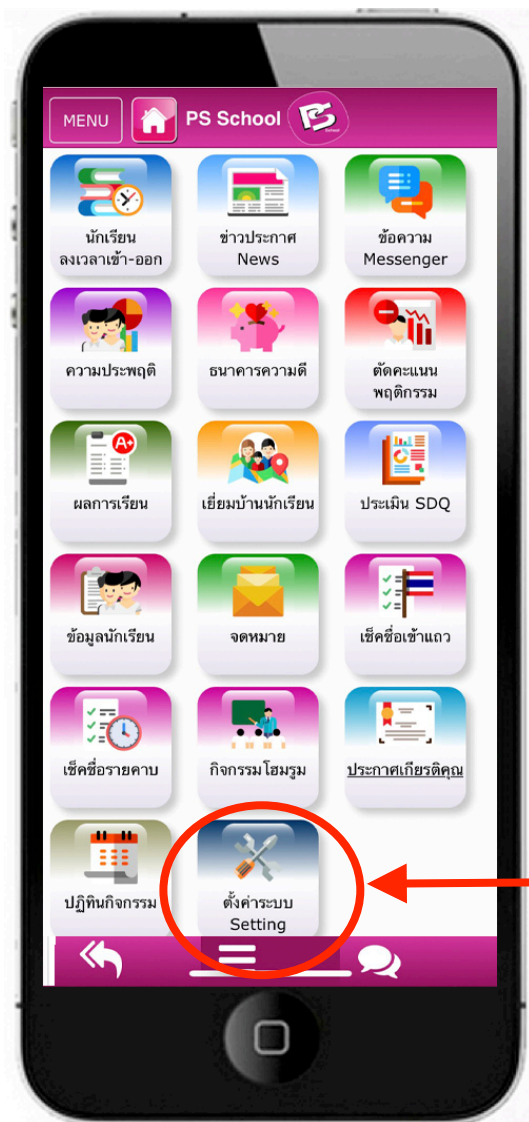 MENU
PS School
PS
School
นักเรียน
ลงเวลาเข้า-ออก
ข่าวประกาศ
News
ข้อความ
Messenger
ความประพฤติ
ธนาคารความดี
ตัดคะแนน
พฤติกรรม
A+
ผลการเรียน
เยี่ยมบ้านนักเรียน
ประเมิน SDQ
ข้อมูลนักเรียน
จดหมาย
เช็คชื่อเข้าแถว
เช็คชื่อรายคาบ
กิจกรรมโฮมรูม
ประกาศเกียรติคุณ
ปฏิทินกิจกรรม
ตั้งค่าระบบ
Setting